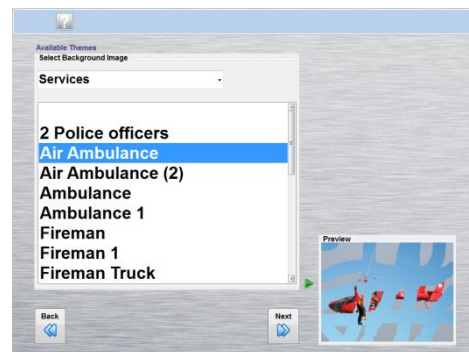 ?
Available Themes
Select Background Image
Services
2 Police officers
Air Ambulance
Air Ambulance (2)
Ambulance
Ambulance 1
Fireman
Fireman 1
Fireman Truck
Preview
Back
Next